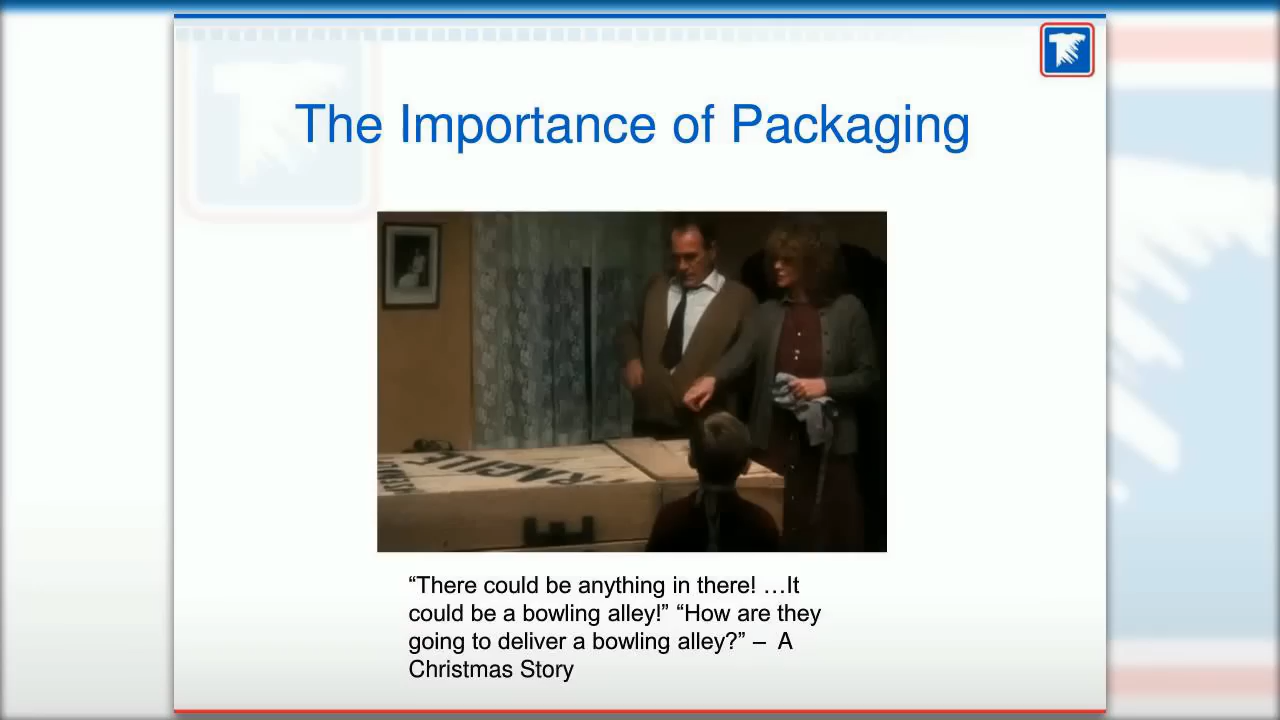 The Importance of Packaging
FRAGILE
“There could be anything in there! …It
could be a bowling alley!” “How are they
going to deliver a bowling alley?” – A
Christmas Story